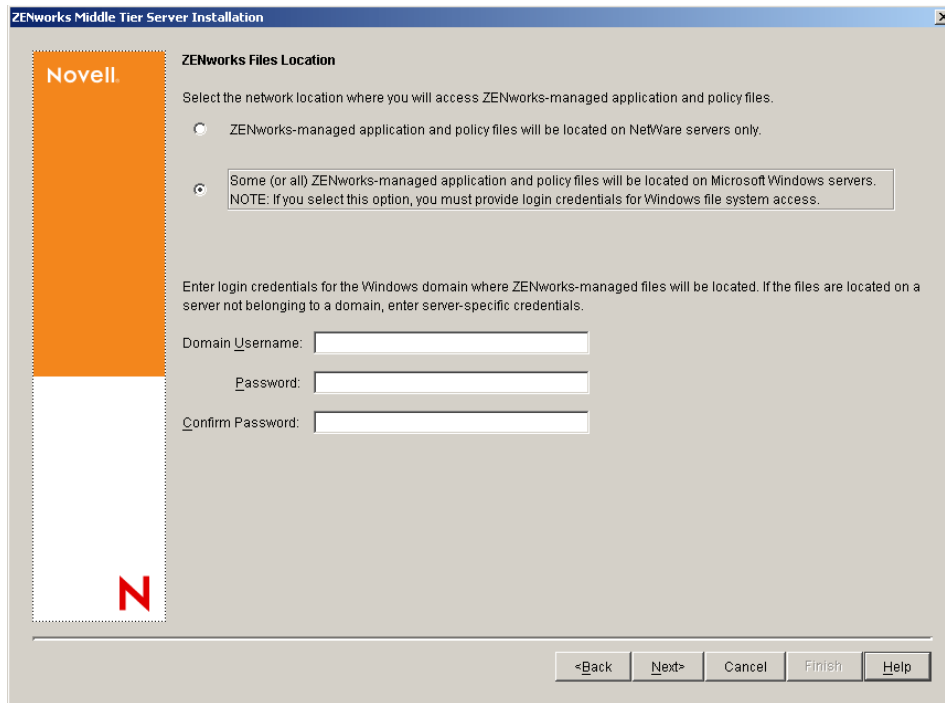 ZENworks Middle Tier Server Installation
Novell.
ZENworks Files Location
Select the network location where you will access ZENworks-managed application and policy files.
ZENworks-managed application and policy files will be located on NetWare servers only.
Some (or all) ZENworks-managed application and policy files will be located on Microsoft Windows servers.
NOTE: If you select this option, you must provide login credentials for Windows file system access.
Enter login credentials for the Windows domain where ZENworks-managed files will be located. If the files are located on a
server not belonging to a domain, enter server-specific credentials.
Domain Username:
Password:
Confirm Password:
N
<Back Next> Cancel Finish Help